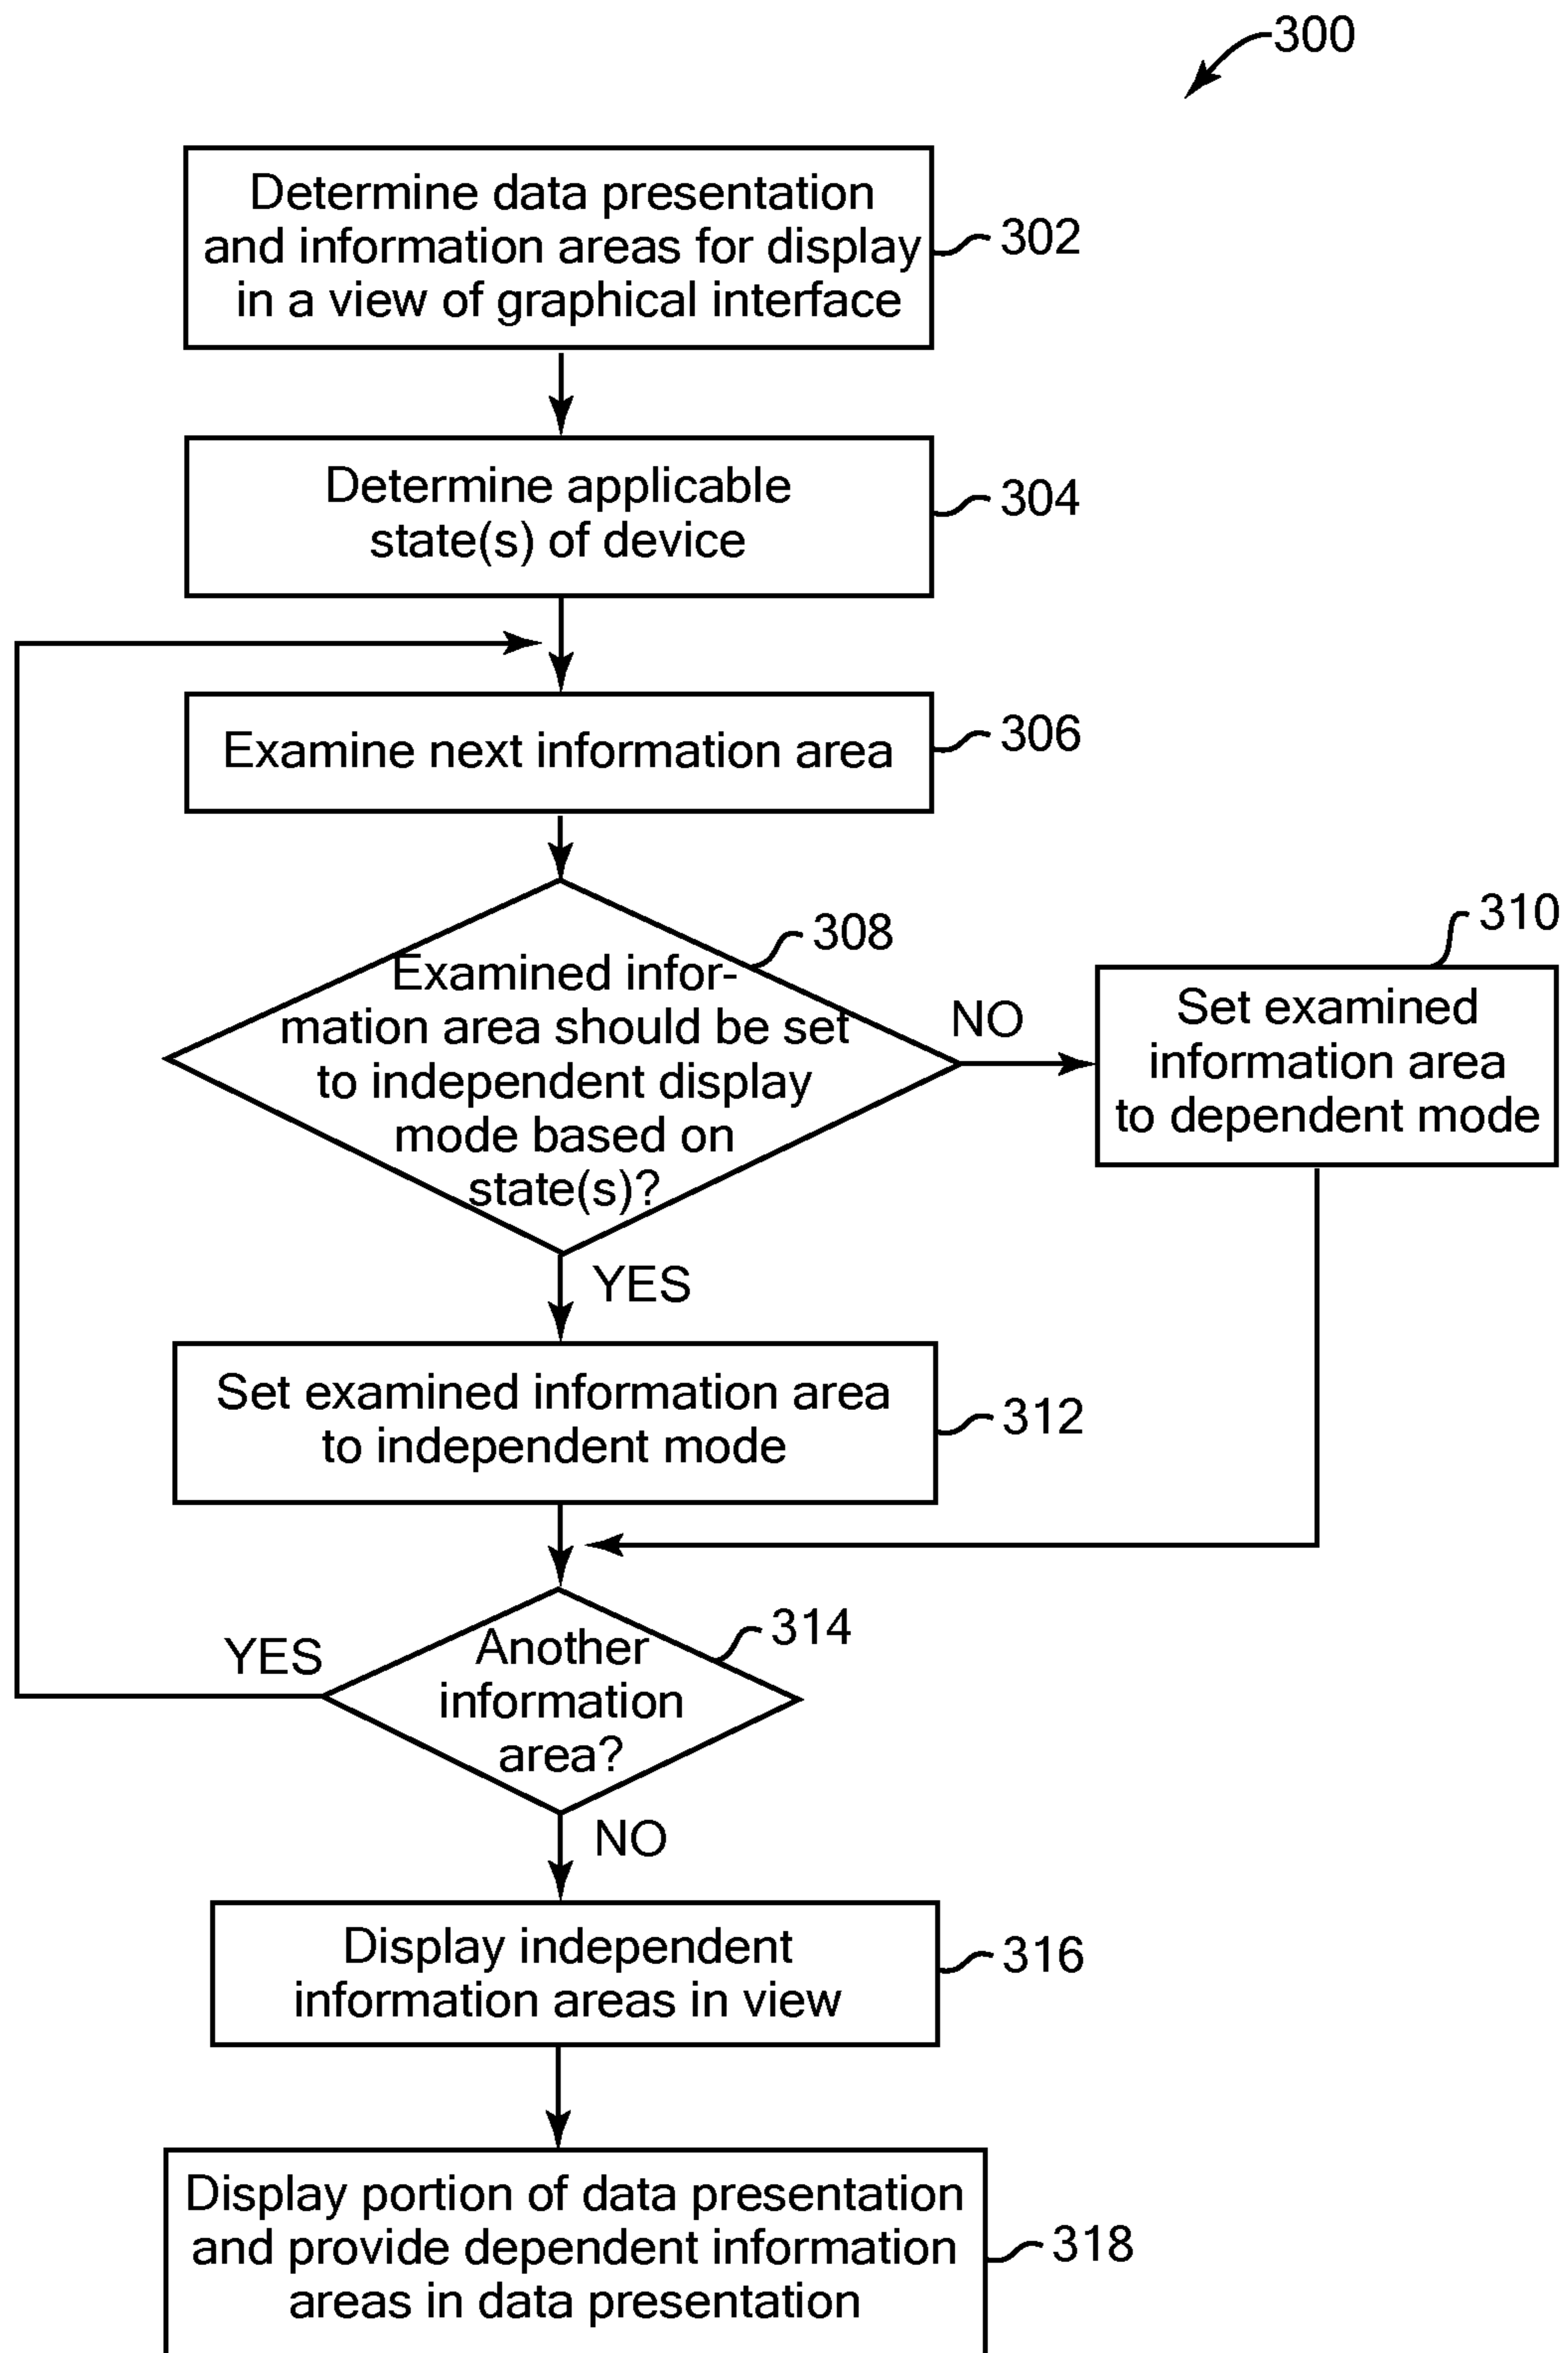 300
Determine data presentation
and information areas for display
in a view of graphical interface
302
Determine applicable
state(s) of device
304
Examine next information area
306
308
Examined infor-
mation area should be set
to independent display
mode based on
state(s)?
NO
310
Set examined
information area
to dependent mode
YES
Set examined information area
to independent mode
312
314
Another
information
area?
YES
NO
Display independent
information areas in view
316
Display portion of data presentation
and provide dependent information
areas in data presentation
318